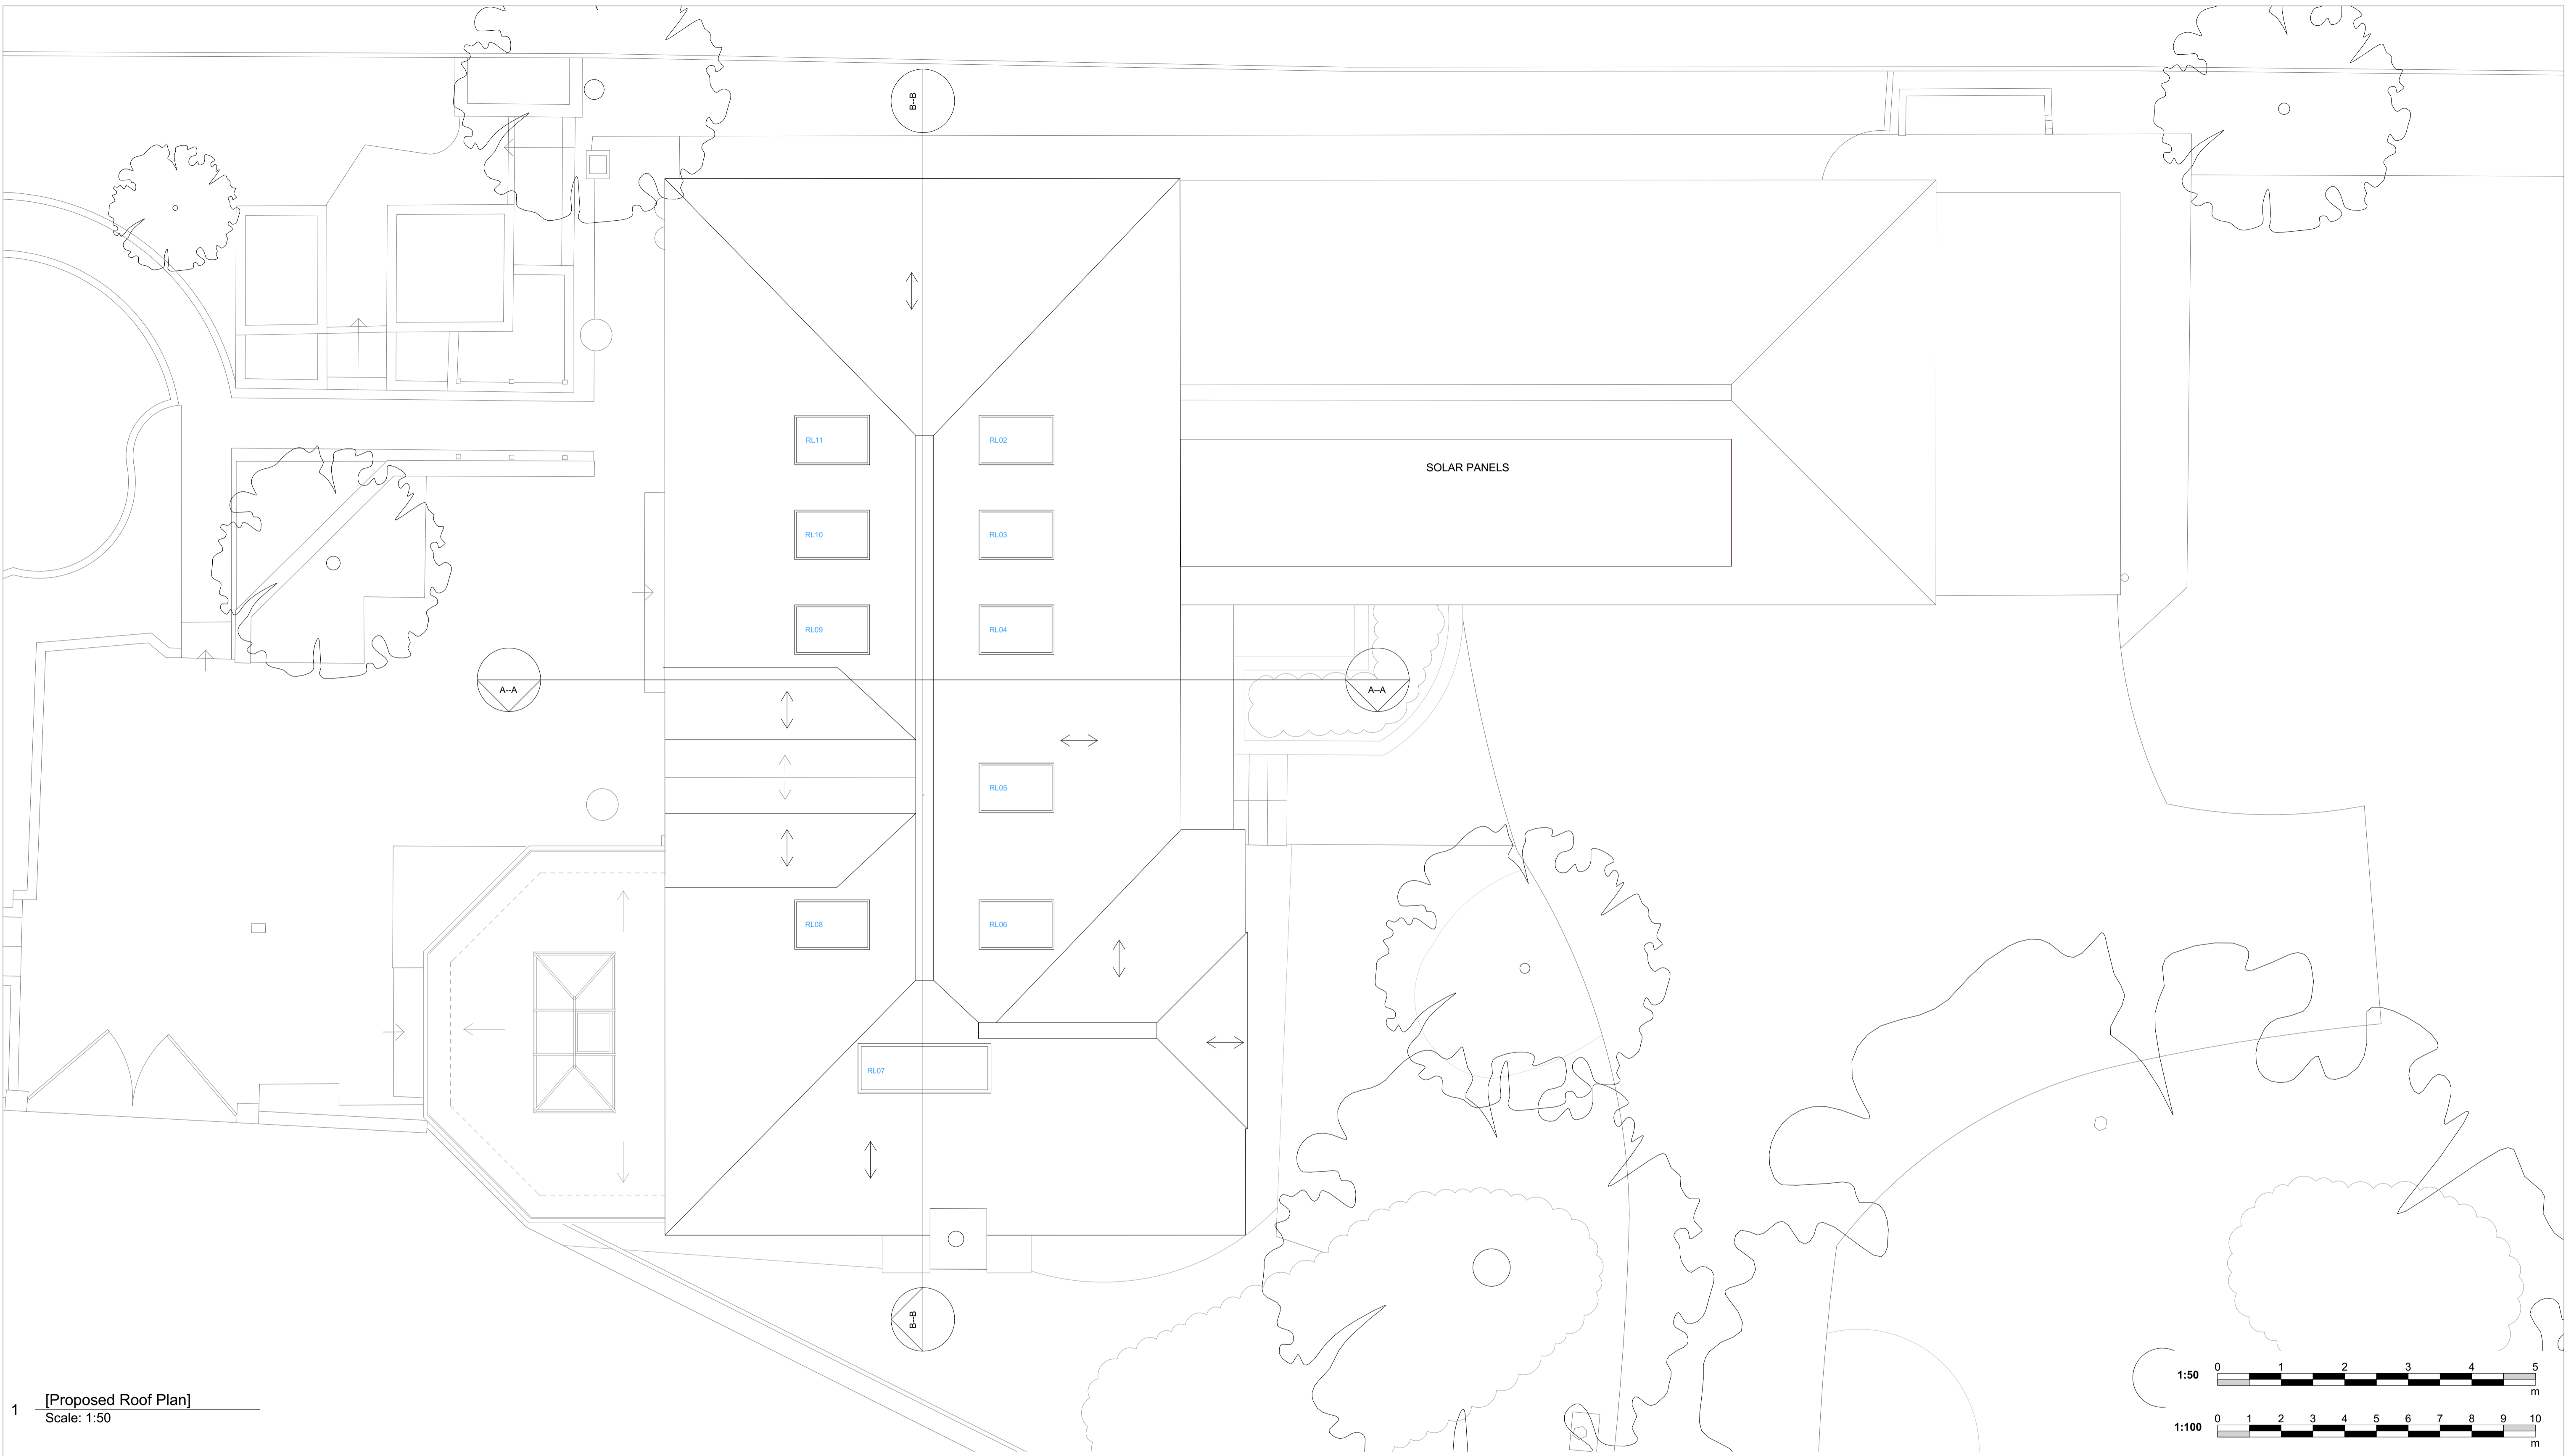 B--B
RL11
RL02
SOLAR PANELS
RL10
RL03
RL09
RL04
A--A
A--A
RL05
RL08
RL06
RL07
B--B
1
[Proposed Roof Plan]
Scale: 1:50
1:50
0 1 2 3 4 5
m
1:100
0 1 2 3 4 5 6 7 8 9 10
m